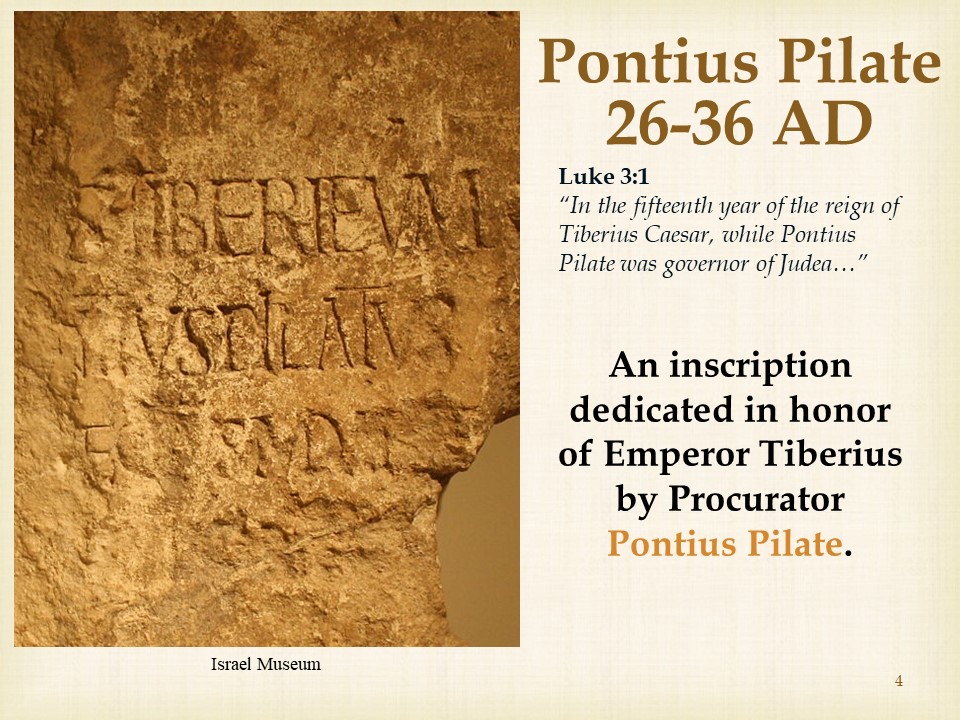 Pontius Pilate
26-36 AD
Luke 3:1
“In the fifteenth year of the reign of
Tiberius Caesar, while Pontius
Pilate was governor of Judea…”
An inscription
dedicated in honor
of Emperor Tiberius
by Procurator
Pontius Pilate.
STIBERIEVM
TIVSPILATV
Israel Museum
4